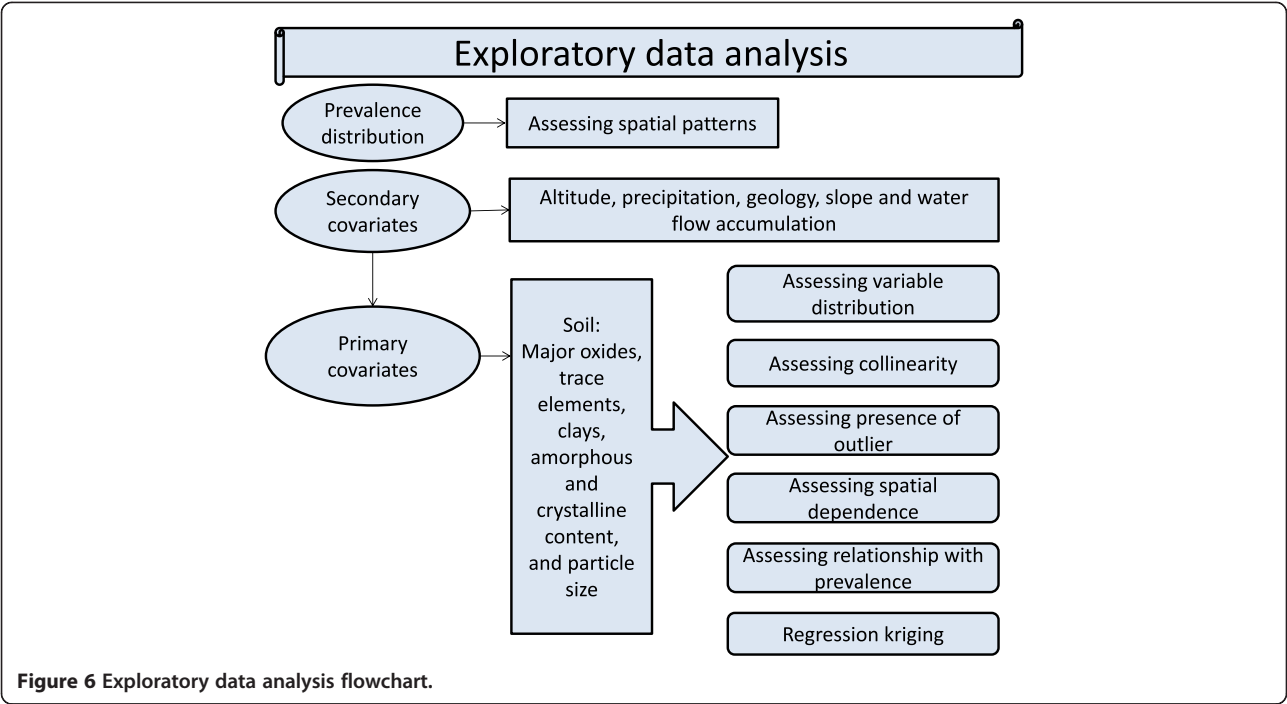 Exploratory data analysis
Prevalence
distribution
Assessing spatial patterns
Secondary
covariates
Altitude, precipitation, geology, slope and water
flow accumulation
Primary
covariates
Soil:
Major oxides,
trace
elements,
clays,
amorphous
and
crystalline
content,
and particle
size
Assessing variable
distribution
Assessing collinearity
Assessing presence of
outlier
Assessing spatial
dependence
Assessing relationship with
prevalence
Regression kriging
Figure 6 Exploratory data analysis flowchart.